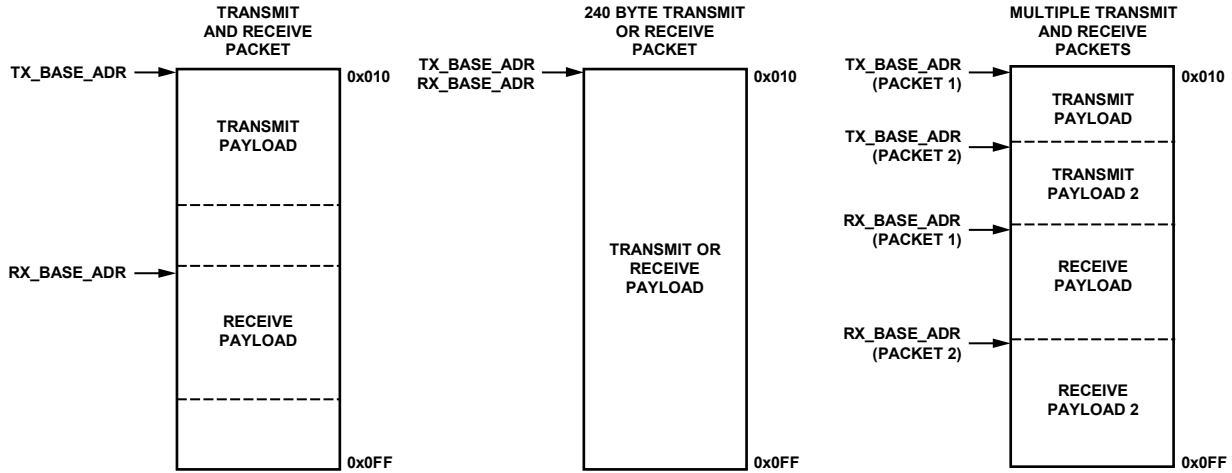 TRANSMIT
AND RECEIVE
PACKET
TX_BASE_ADR
0x010
TRANSMIT
PAYLOAD
RX_BASE_ADR
RECEIVE
PAYLOAD
0x0FF
240 BYTE TRANSMIT
OR RECEIVE
PACKET
TX_BASE_ADR
RX_BASE_ADR
0x010
TRANSMIT OR
RECEIVE
PAYLOAD
0x0FF
MULTIPLE TRANSMIT
AND RECEIVE
PACKETS
TX_BASE_ADR
(PACKET 1)
0x010
TRANSMIT
PAYLOAD
TX_BASE_ADR
(PACKET 2)
TRANSMIT
PAYLOAD 2
RX_BASE_ADR
(PACKET 1)
RECEIVE
PAYLOAD
RX_BASE_ADR
(PACKET 2)
RECEIVE
PAYLOAD 2
0x0FF